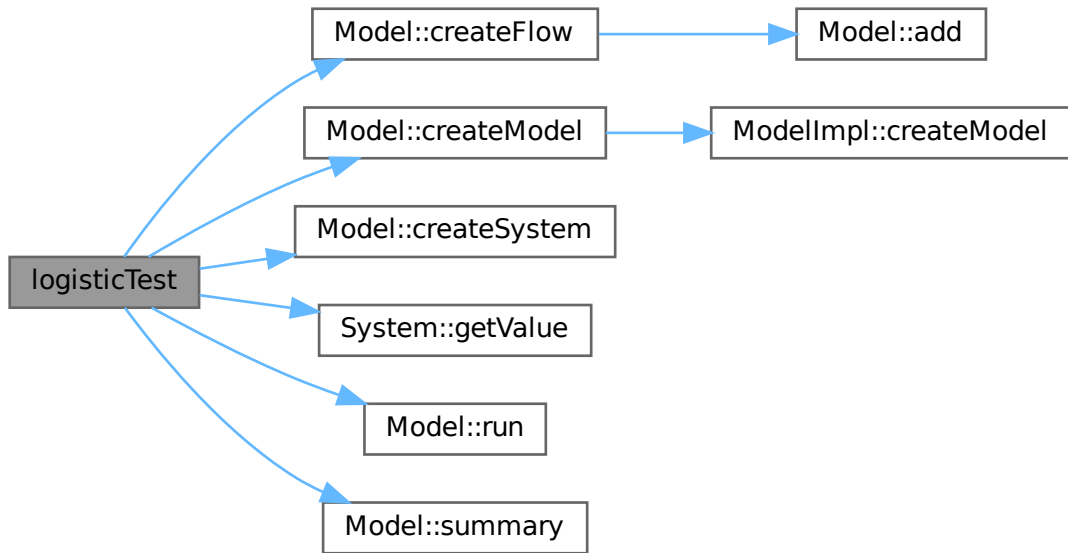 Model::createFlow
Model::add
Model::createModel
ModelImpl::createModel
Model::createSystem
logisticTest
System::getValue
Model::run
Model::summary